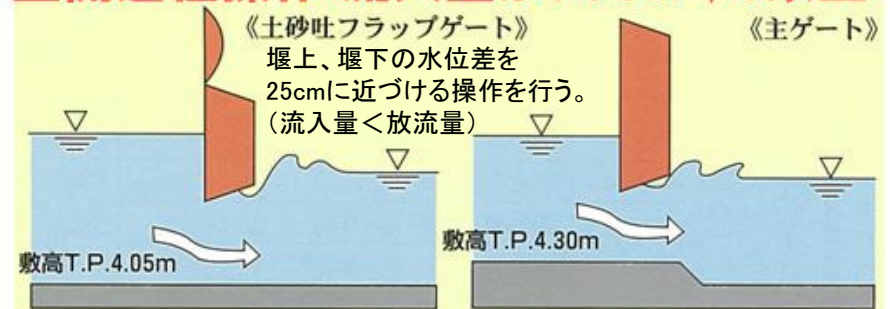 《土砂吐フラップゲート》
《主ゲート》
堰上、堰下の水位差を
25cmに近づける操作を行う。
（流入量＜放流量）
敷高T.P.4.05m
敷高T.P.4.30m